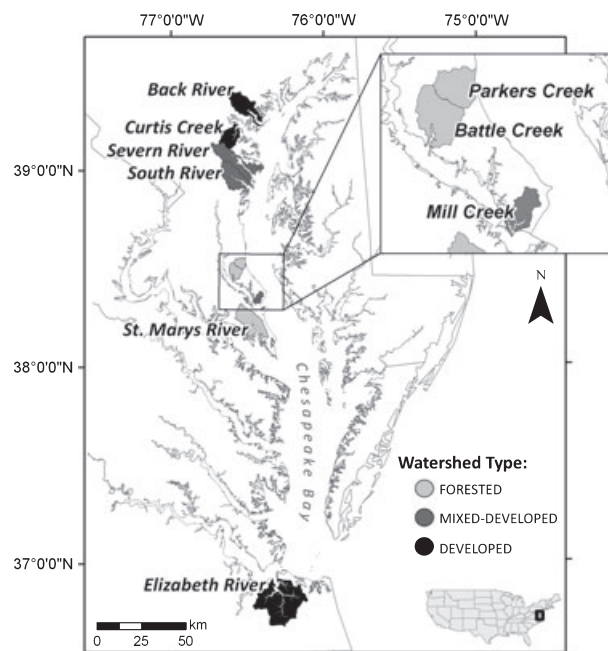 77°0'0"W
76°0'0"W
75°0'0"W
Back River
Curtis Creek
Severn River
South River
39°0'0"N
Parkers Creek
Battle Creek
Mill Creek
N
St. Marys River
38°0'0"N
Chesapeake Bay
Watershed Type:
FORESTED
MIXED-DEVELOPED
DEVELOPED
37°0'0"N
Elizabeth River
km
0 25 50